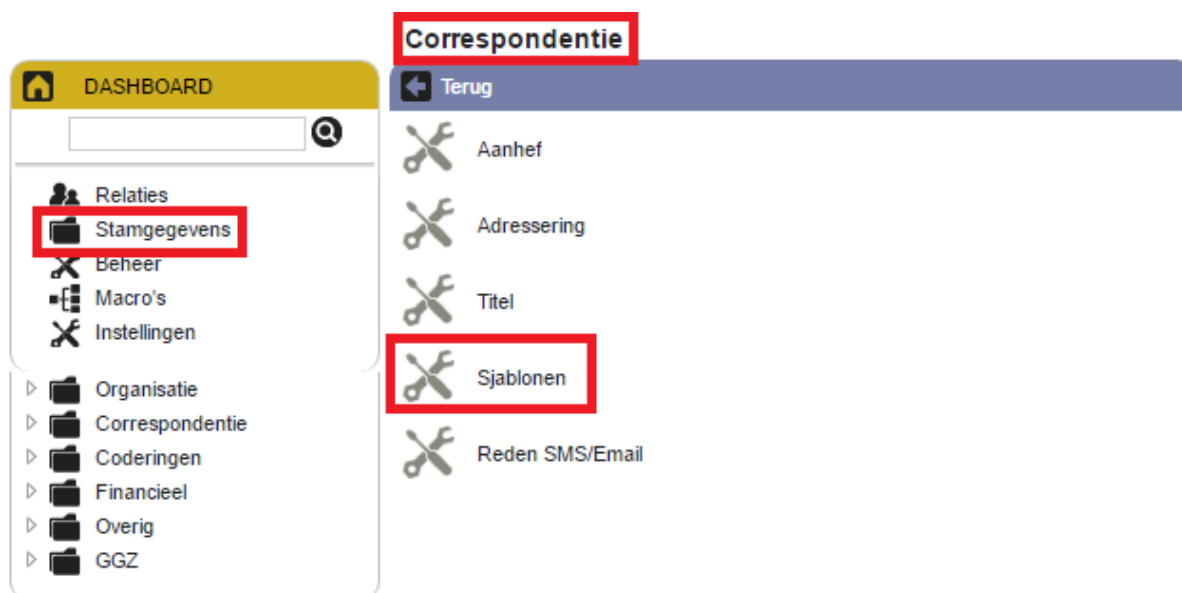 Correspondentie
DASHBOARD
Terug
Relaties
Stamgegevens
Beheer
Macro's
Instellingen
Organisatie
Correspondentie
Coderingen
Financieel
Overig
GGZ
Aanhef
Adressering
Titel
Sjablonen
Reden SMS/Email